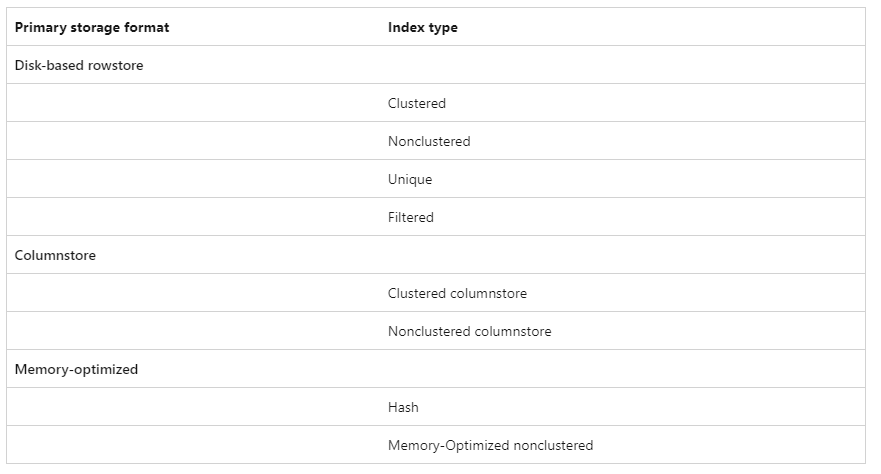 Primary storage format Index type
Disk-based rowstore
Clustered
Nonclustered
Unique
Filtered
Columnstore
Clustered columnstore
Nonclustered columnstore
Memory-optimized
Hash
Memory-Optimized nonclustered